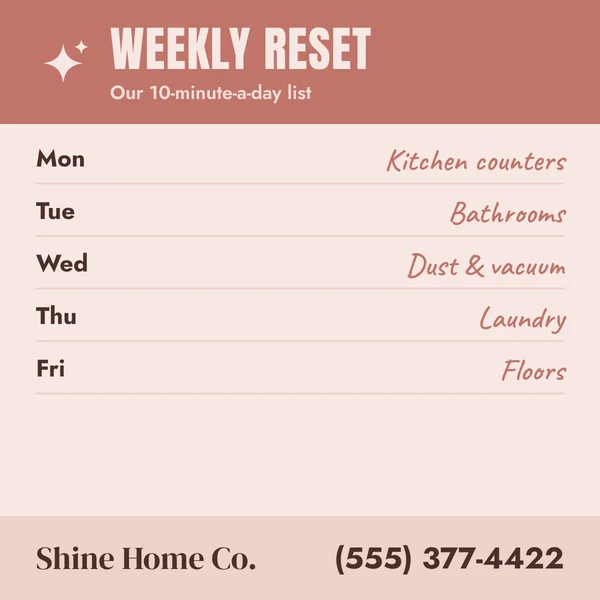 WEEKLY RESET
Our 10-minute-a-day list
Mon Kitchen counters
Tue Bathrooms
Wed Dust & vacuum
Thu Laundry
Fri Floors
Shine Home Co. (555) 377-4422